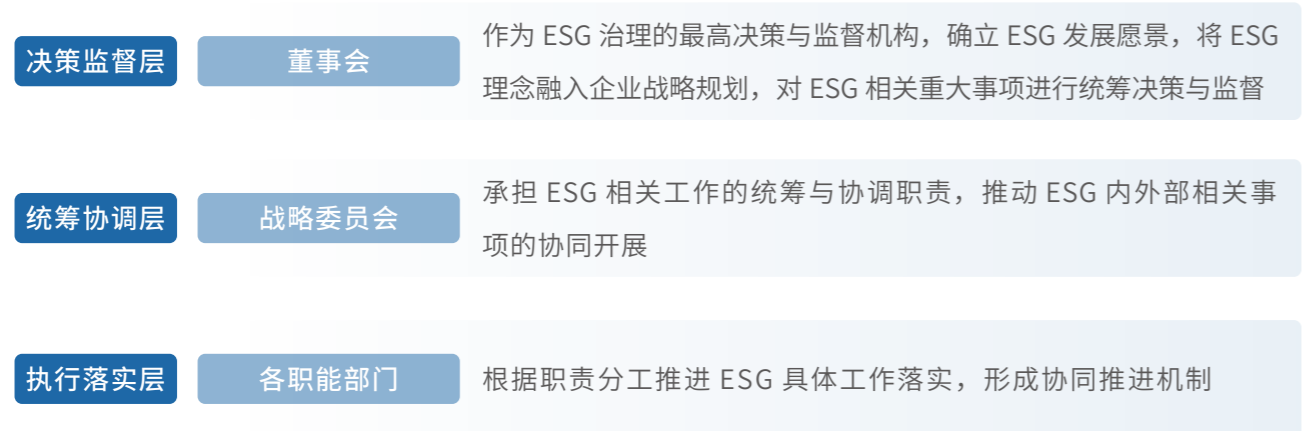 决策监督层
董事会
作为 ESG 治理的最高决策与监督机构，确立 ESG 发展愿景，将 ESG
理念融入企业战略规划，对 ESG 相关重大事项进行统筹决策与监督
统筹协调层
战略委员会
承担 ESG 相关工作的统筹与协调职责，推动 ESG 内外部相关事
项的协同开展
执行落实层
各职能部门
根据职责分工推进 ESG 具体工作落实，形成协同推进机制